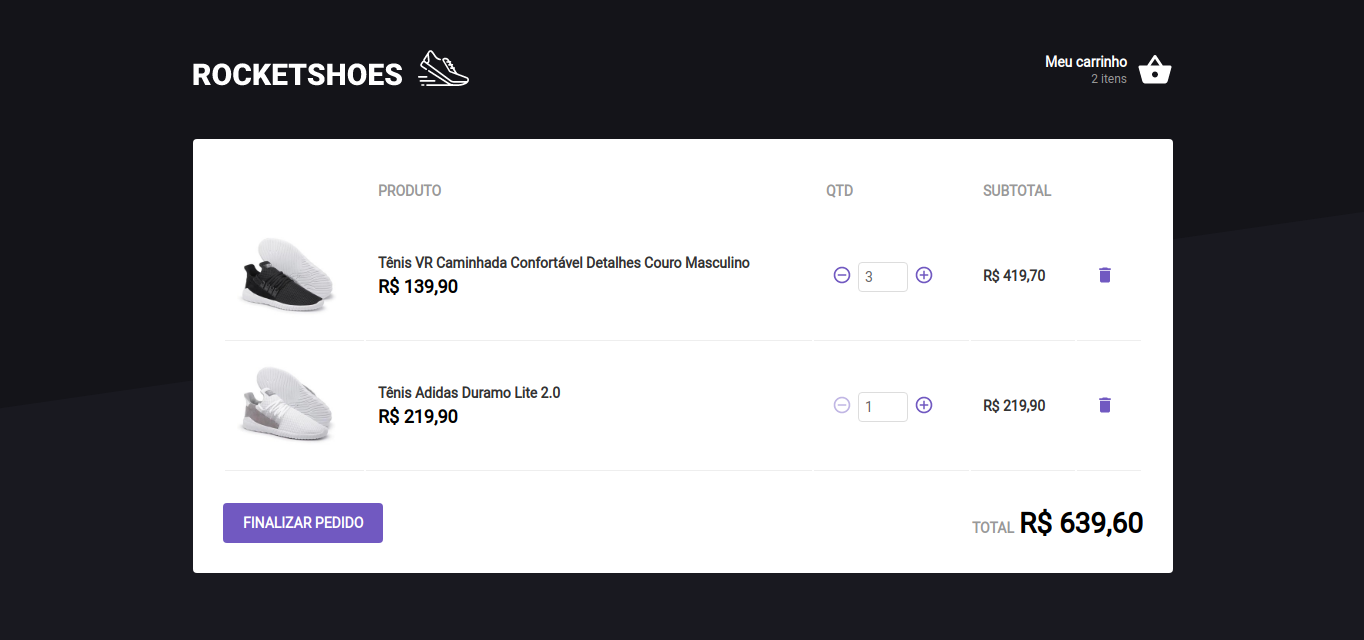 ROCKETSHOES
Meu carrinho
2 itens
PRODUTO QTD SUBTOTAL
Tênis VR Caminhada Confortável Detalhes Couro Masculino
R$ 139,90
3
R$ 419,70
Tênis Adidas Duramo Lite 2.0
R$ 219,90
1
R$ 219,90
FINALIZAR PEDIDO
TOTAL R$ 639,60